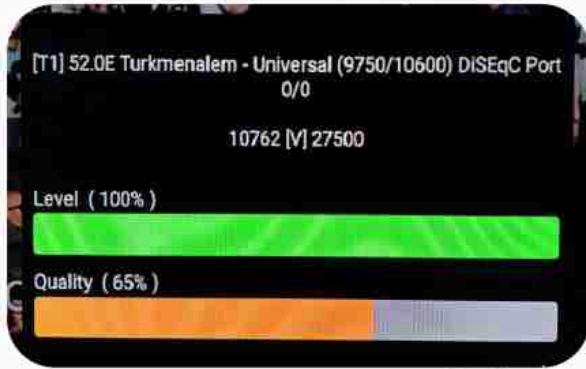 [T1] 52.0E Turkmenalem - Universal (9750/10600) DiSEqC Port
0/0
10762 [V] 27500
Level ( 100% )
Quality ( 65% )